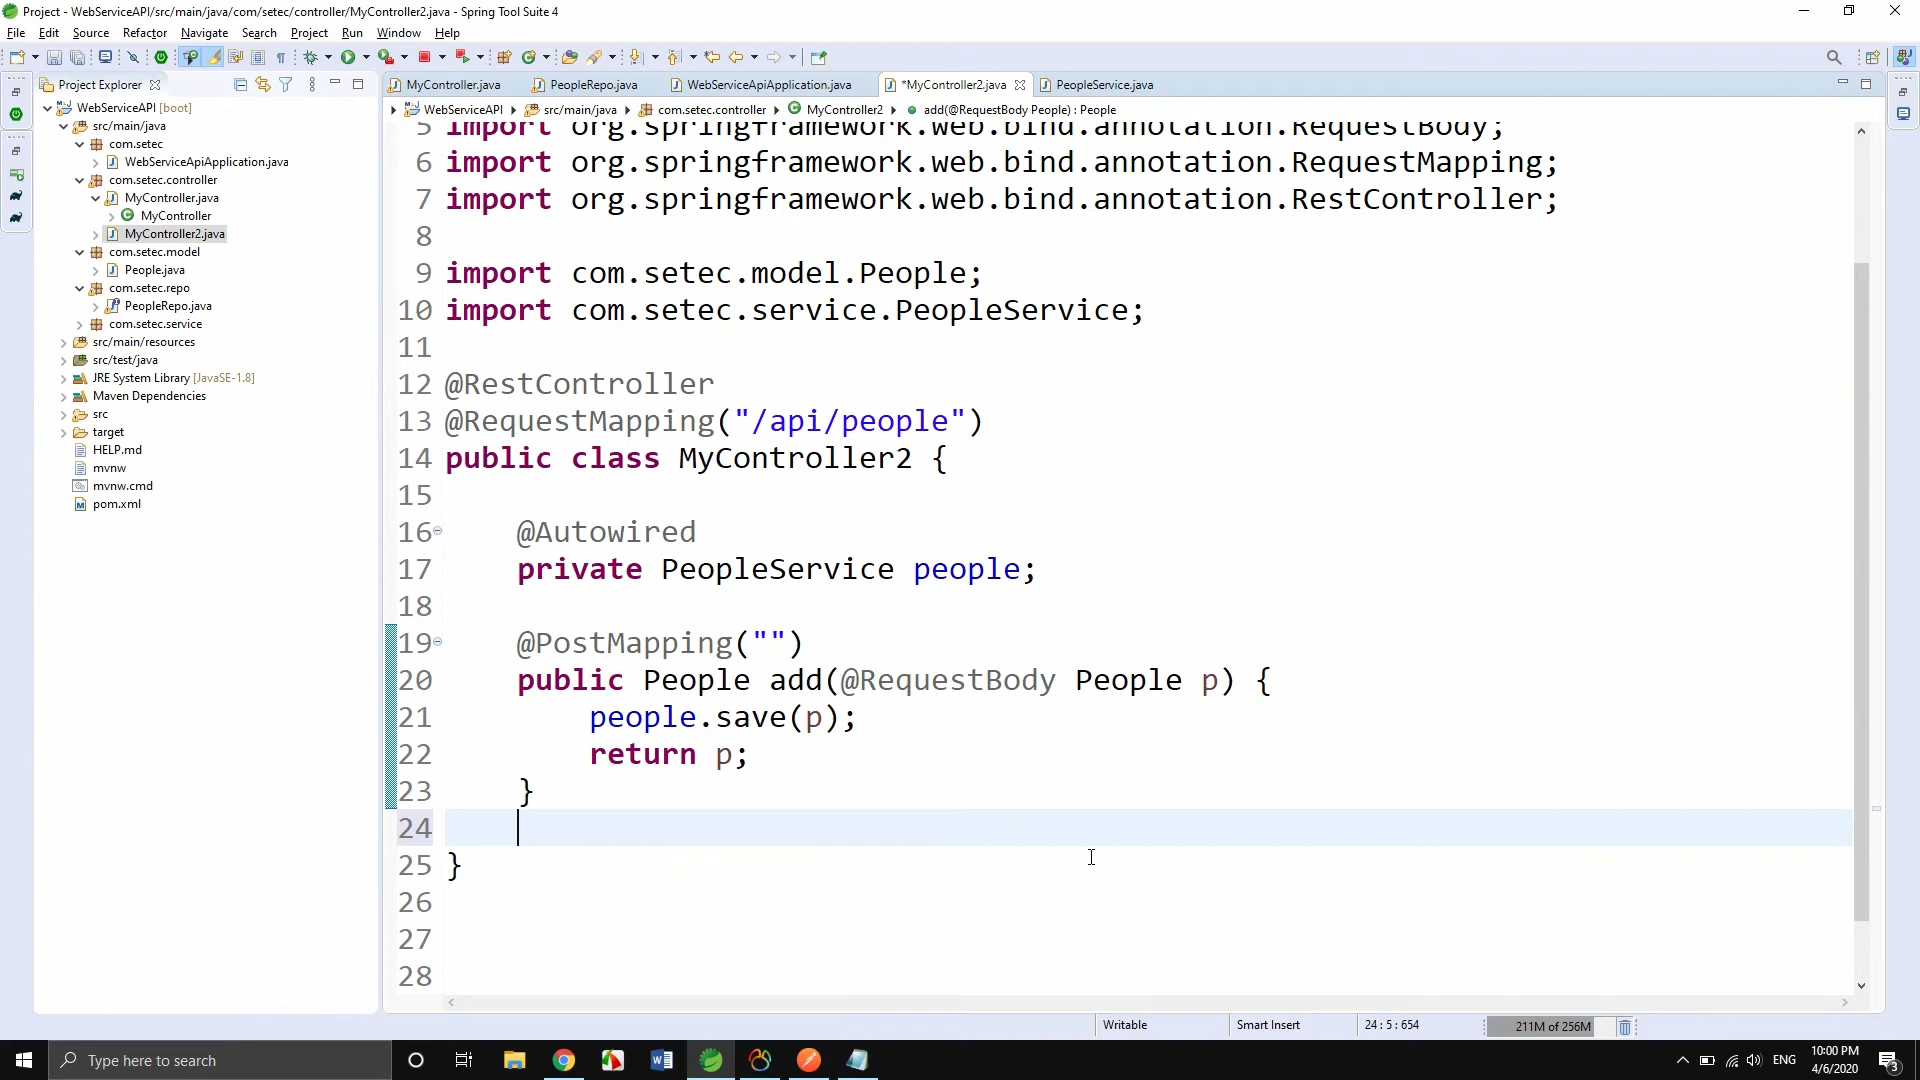 Project - WebServiceAPI/src/main/java/com/setec/controller/MyController2.java - Spring Tool Suite 4
File Edit Source Refactor Navigate Search Project Run Window Help
Project Explorer
WebServiceAPI [boot]
src/main/java
com.setec
WebServiceApiApplication.java
com.setec.controller
MyController.java
MyController
MyController2.java
com.setec.model
People.java
com.setec.repo
PeopleRepo.java
com.setec.service
src/main/resources
src/test/java
JRE System Library [JavaSE-1.8]
Maven Dependencies
src
target
HELP.md
mvnw
mvnw.cmd
pom.xml
MyController.java PeopleRepo.java WebServiceApiApplication.java *MyController2.java PeopleService.java
WebServiceAPI src/main/java com.setec.controller MyController2 add(@RequestBody People) : People
5 import org.springframework.web.bind.annotation.RequestBody;
6 import org.springframework.web.bind.annotation.RequestMapping;
7 import org.springframework.web.bind.annotation.RestController;
8
9 import com.setec.model.People;
10 import com.setec.service.PeopleService;
11
12 @RestController
13 @RequestMapping("/api/people")
14 public class MyController2 {
15
16 @Autowired
17 private PeopleService people;
18
19 @PostMapping("")
20 public People add(@RequestBody People p) {
21 people.save(p);
22 return p;
23 }
24
25 }
26
27
28
Writable Smart Insert 24 : 5 : 654 211M of 256M
Type here to search
ENG
10:00 PM
4/6/2020
3